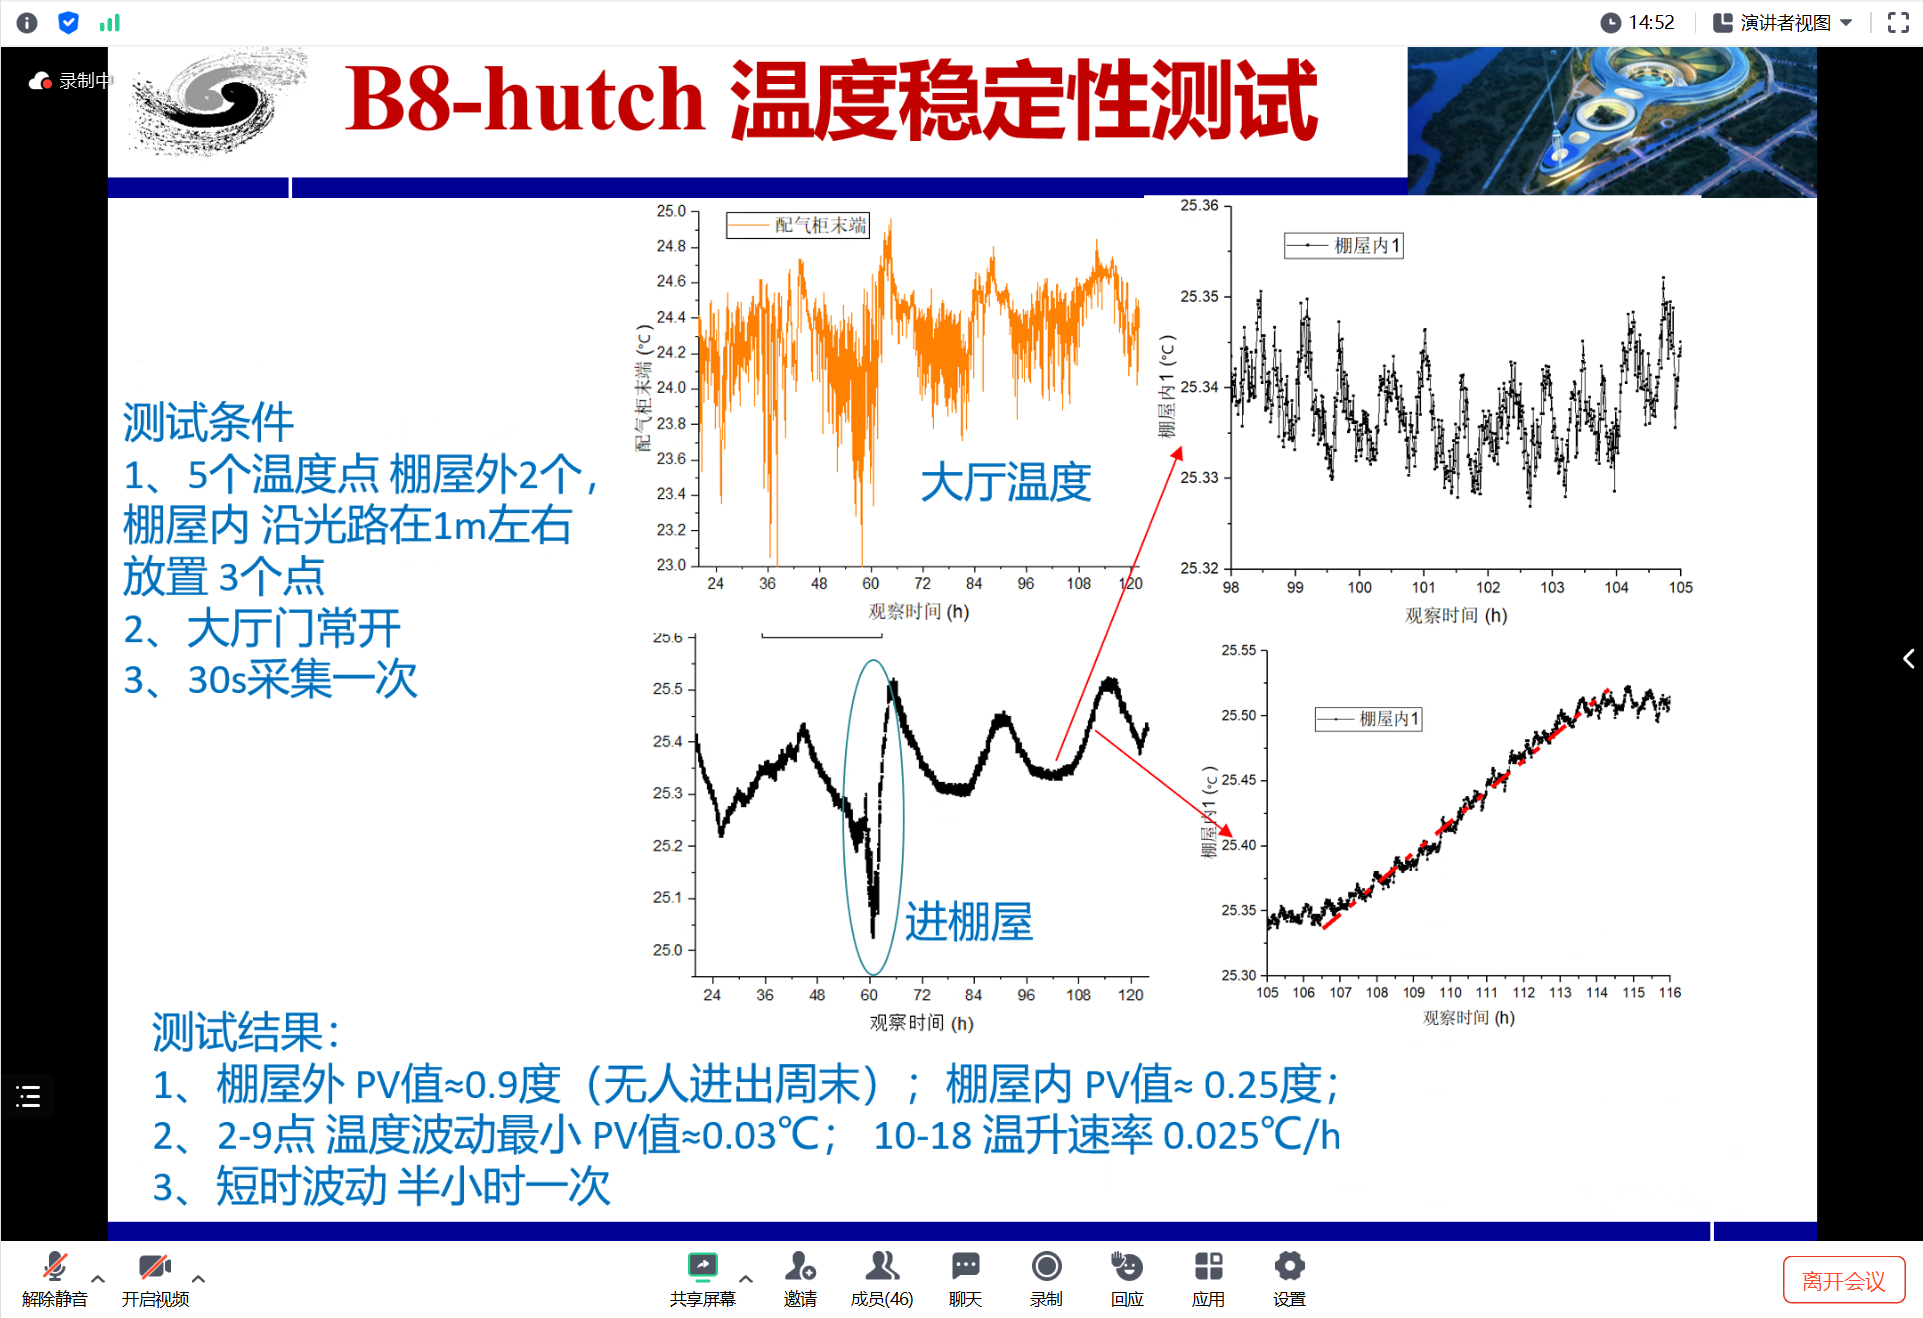 14:52
演讲者视图
录制中
B8-hutch 温度稳定性测试
测试条件
1、5个温度点 棚屋外2个，
棚屋内 沿光路在1m左右
放置 3个点
2、大厅门常开
3、30s采集一次
配气柜末端
配气柜末端 (°C)
25.0
24.8
24.6
24.4
24.2
24.0
23.8
23.6
23.4
23.2
23.0
24 36 48 60 72 84 96 108 120
观察时间 (h)
大厅温度
棚屋内1
棚屋内1 (°C)
25.36
25.35
25.34
25.33
25.32
98 99 100 101 102 103 104 105
观察时间 (h)
25.6
25.5
25.4
25.3
25.2
25.1
25.0
24 36 48 60 72 84 96 108 120
观察时间 (h)
进棚屋
棚屋内1
棚屋内1 (°C)
25.55
25.50
25.45
25.40
25.35
25.30
105 106 107 108 109 110 111 112 113 114 115 116
观察时间 (h)
测试结果：
1、棚屋外 PV值≈0.9度（无人进出周末）；棚屋内 PV值≈ 0.25度；
2、2-9点 温度波动最小 PV值≈0.03℃； 10-18 温升速率 0.025℃/h
3、短时波动 半小时一次
解除静音
开启视频
共享屏幕
邀请
成员(46)
聊天
录制
回应
应用
设置
离开会议